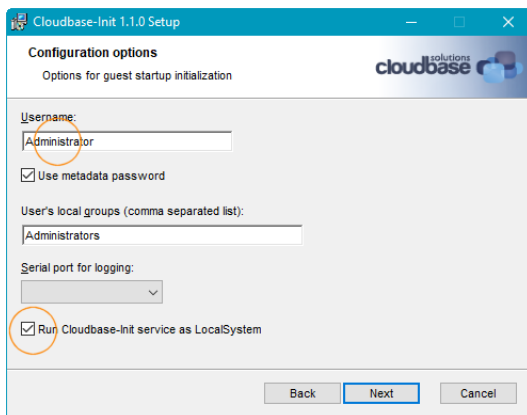 Cloudbase-Init 1.1.0 Setup
Configuration options
Options for guest startup initialization
cloudbase solutions
Username:
Administrator
Use metadata password
User's local groups (comma separated list):
Administrators
Serial port for logging:
Run Cloudbase-Init service as LocalSystem
Back Next Cancel